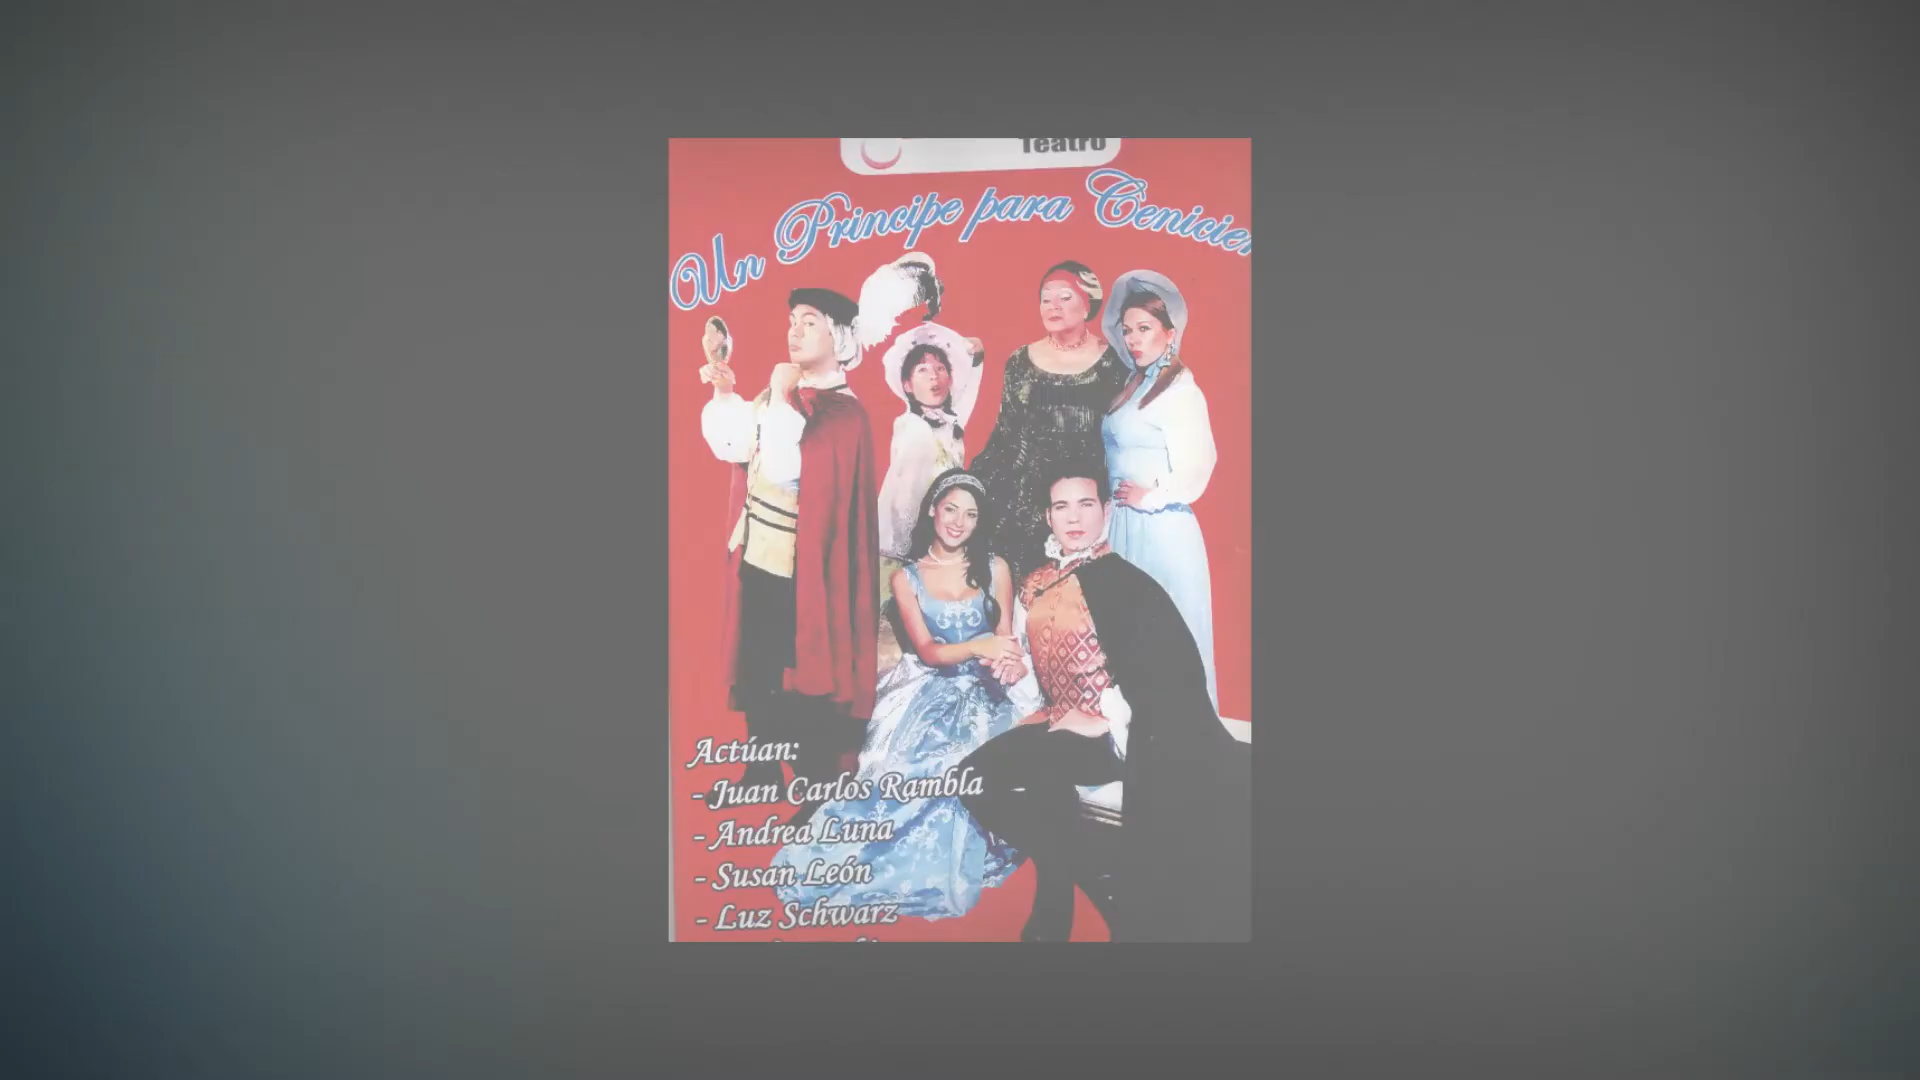 Teatro
Un Principe para Cenicien
Actúan:
- Juan Carlos Rambla
- Andrea Luna
- Susan León
- Luz Schwarz